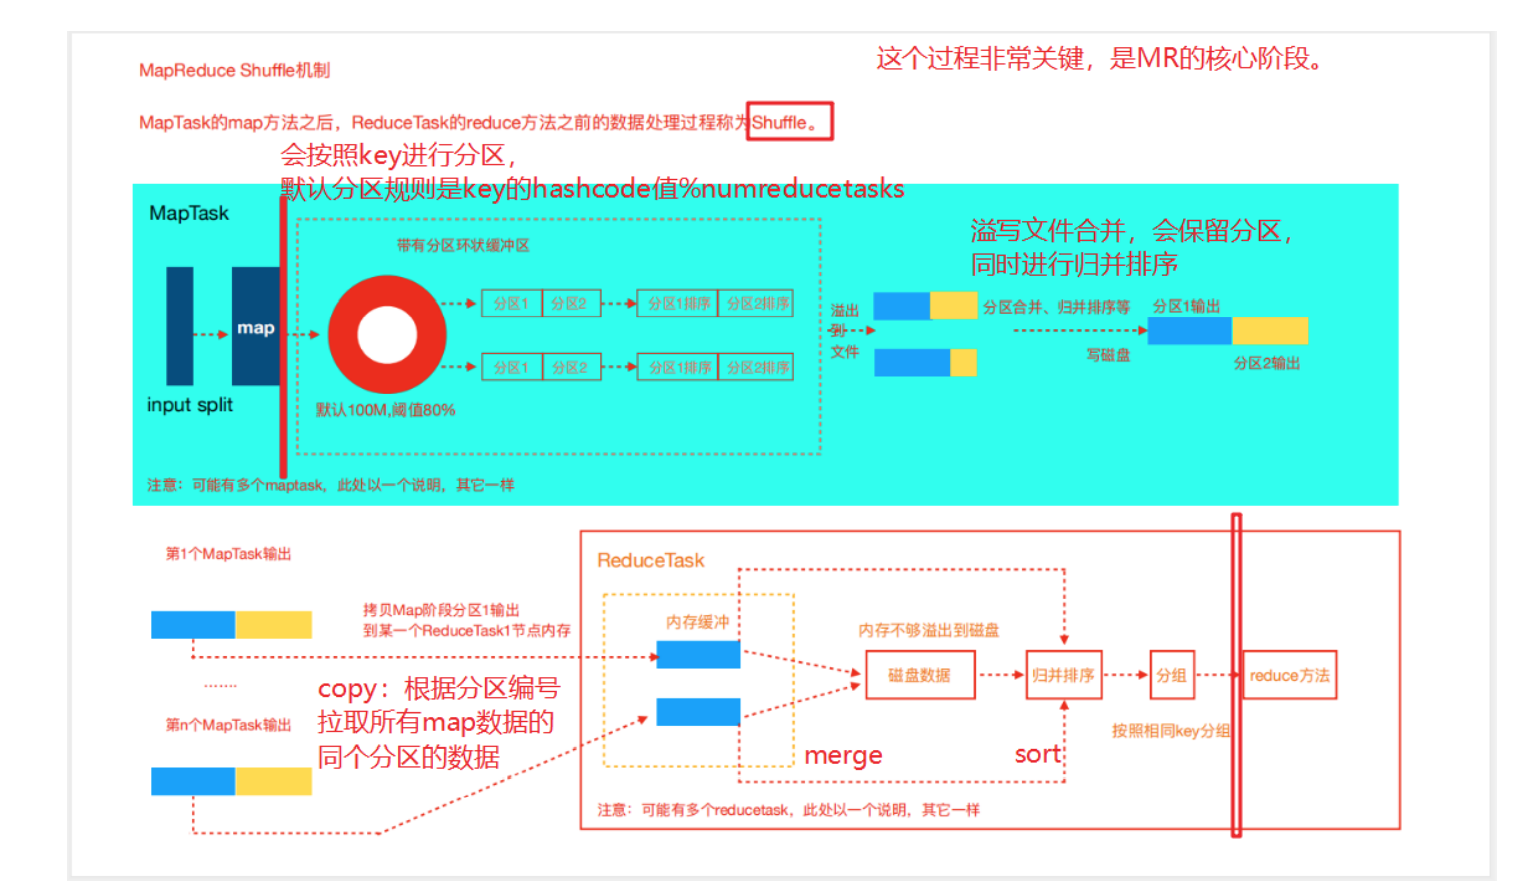 这个过程非常关键，是MR的核心阶段。
MapReduce Shuffle机制
MapTask的map方法之后，ReduceTask的reduce方法之前的数据处理过程称为Shuffle。
会按照key进行分区，
默认分区规则是key的hashcode值%numreducetasks
MapTask
溢写文件合并，会保留分区，
同时进行归并排序
带有分区环状缓冲区
分区1 分区2
分区1排序 分区2排序
map
溢出
到
文件
分区合并、归并排序等
写磁盘
分区1输出
分区2输出
分区1 分区2
分区1排序 分区2排序
input split
默认100M,阈值80%
注意：可能有多个maptask，此处以一个说明，其它一样
第1个MapTask输出
拷贝Map阶段分区1输出
到某一个ReduceTask1节点内存
.......
第n个MapTask输出
copy：根据分区编号
拉取所有map数据的
同个分区的数据
ReduceTask
内存缓冲
内存不够溢出到磁盘
磁盘数据
归并排序
分组
reduce方法
按照相同key分组
merge
sort
注意：可能有多个reducetask，此处以一个说明，其它一样